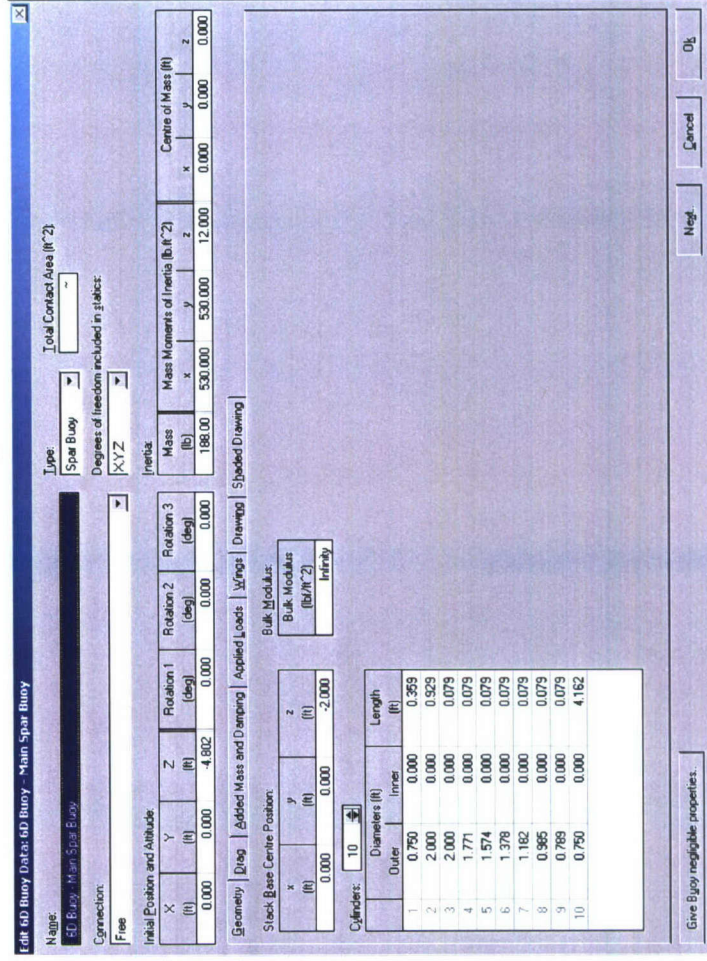 Edit 6D Buoy Data: 6D Buoy - Main Spar Buoy
Name:
6D Buoy - Main Spar Buoy
Type:
Spar Buoy
Total Contact Area (ft^2):
~
Connection:
Free
Degrees of freedom included in statics:
X,Y,Z
Initial Position and Attitude:
X (ft) Y (ft) Z (ft) Rotation 1 (deg) Rotation 2 (deg) Rotation 3 (deg)
0.000 0.000 -4.802 0.000 0.000 0.000
Inertia:
Mass (lb) Mass Moments of Inertia (lb.ft^2) Centre of Mass (ft)
x y z x y z
188.00 530.000 530.000 12.000 0.000 0.000 0.000
Geometry Drag Added Mass and Damping Applied Loads Wings Drawing Shaded Drawing
Stack Base Centre Position:
x (ft) y (ft) z (ft)
0.000 0.000 -2.000
Bulk Modulus:
Bulk Modulus (lbf/ft^2)
Infinity
Cylinders: 10
Diameters (ft) Length (ft)
Outer Inner
1 0.750 0.000 0.359
2 2.000 0.000 0.929
3 2.000 0.000 0.079
4 1.771 0.000 0.079
5 1.574 0.000 0.079
6 1.378 0.000 0.079
7 1.182 0.000 0.079
8 0.985 0.000 0.079
9 0.789 0.000 0.079
10 0.750 0.000 4.162
Give Buoy negligible properties..
Next.
Cancel
Ok